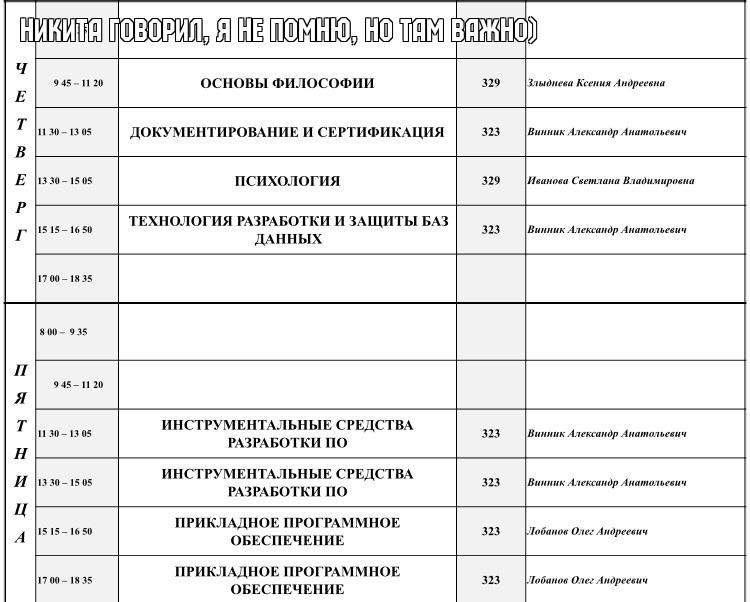 НИКИТА ГОВОРИЛ, Я НЕ ПОМНЮ, НО ТАМ ВАЖНО)
ЧЕТВЕРГ
9 45 – 11 20 ОСНОВЫ ФИЛОСОФИИ 329 Злыднева Ксения Андреевна
11 30 – 13 05 ДОКУМЕНТИРОВАНИЕ И СЕРТИФИКАЦИЯ 323 Винник Александр Анатольевич
13 30 – 15 05 ПСИХОЛОГИЯ 329 Иванова Светлана Владимировна
15 15 – 16 50 ТЕХНОЛОГИЯ РАЗРАБОТКИ И ЗАЩИТЫ БАЗ
ДАННЫХ 323 Винник Александр Анатольевич
17 00 – 18 35
ПЯТНИЦА
8 00 – 9 35
9 45 – 11 20
11 30 – 13 05 ИНСТРУМЕНТАЛЬНЫЕ СРЕДСТВА
РАЗРАБОТКИ ПО 323 Винник Александр Анатольевич
13 30 – 15 05 ИНСТРУМЕНТАЛЬНЫЕ СРЕДСТВА
РАЗРАБОТКИ ПО 323 Винник Александр Анатольевич
15 15 – 16 50 ПРИКЛАДНОЕ ПРОГРАММНОЕ
ОБЕСПЕЧЕНИЕ 323 Лобанов Олег Андреевич
17 00 – 18 35 ПРИКЛАДНОЕ ПРОГРАММНОЕ
ОБЕСПЕЧЕНИЕ 323 Лобанов Олег Андреевич